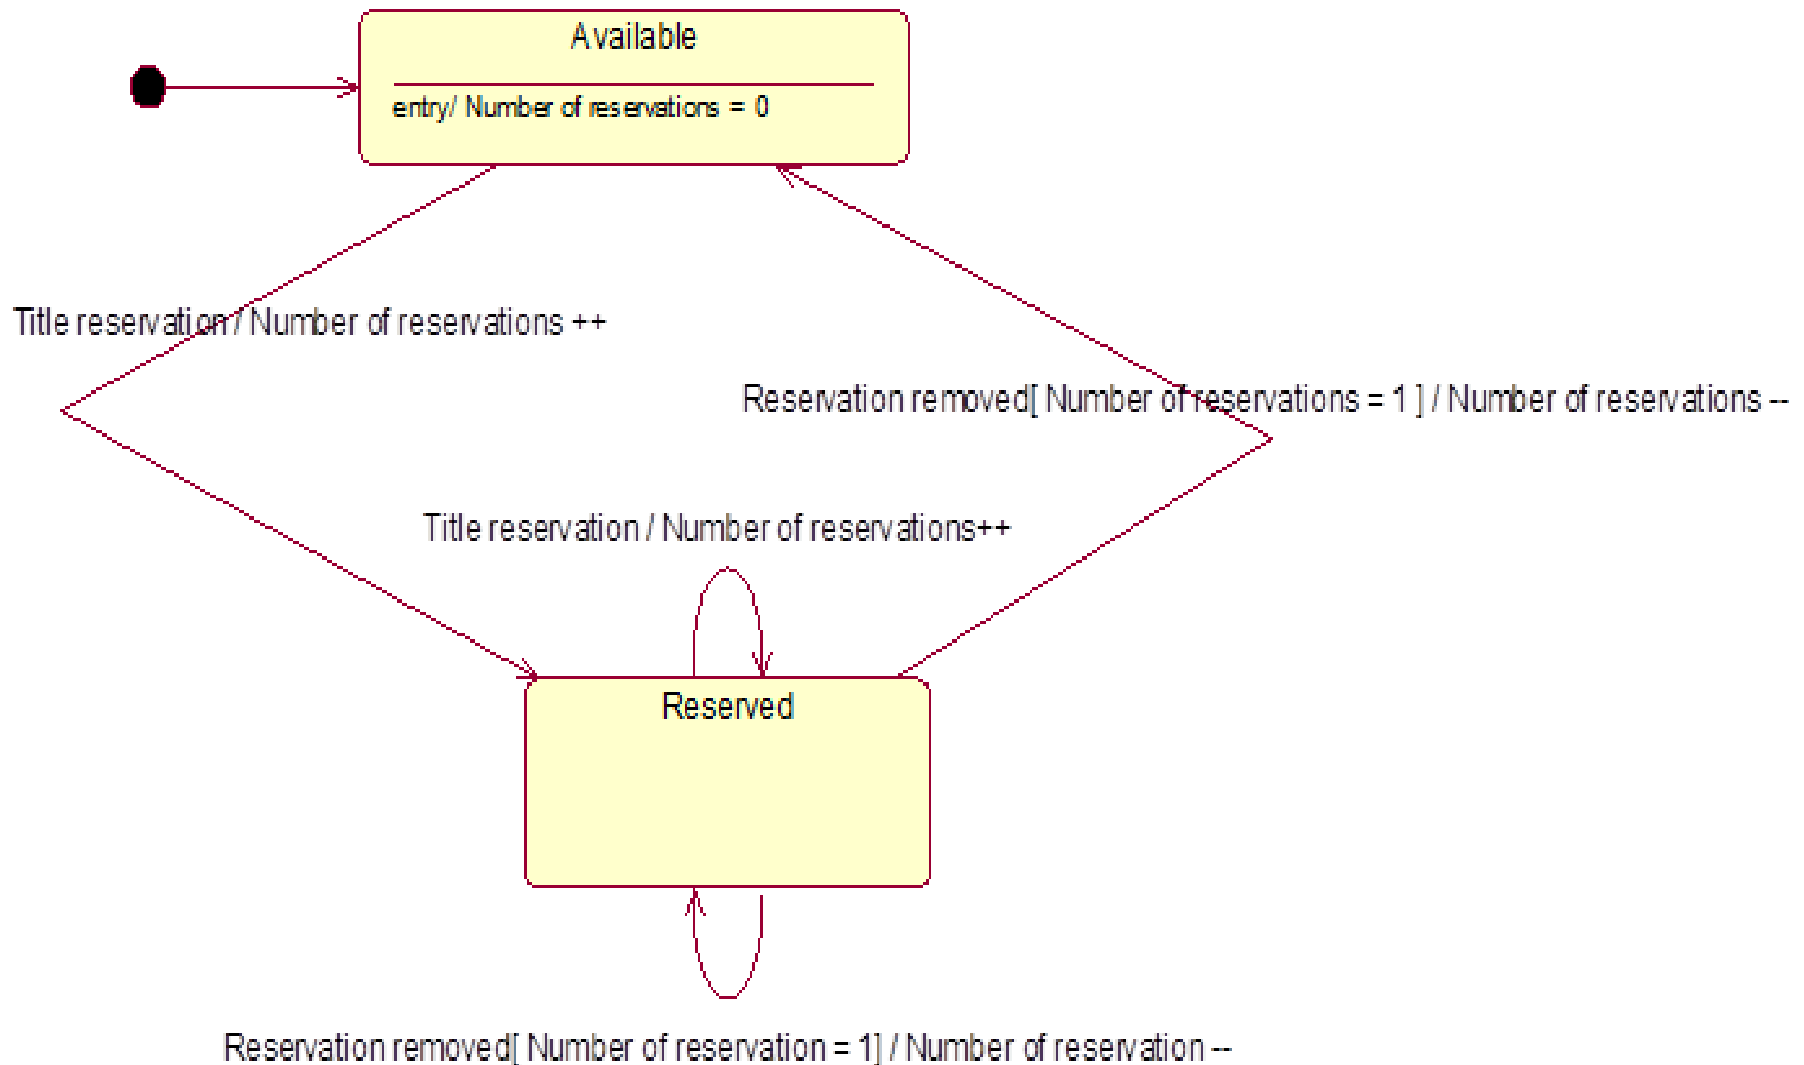 Available
entry/ Number of reservations = 0
Title reservation / Number of reservations ++
Reservation removed[ Number of reservations = 1 ] / Number of reservations --
Title reservation / Number of reservations++
Reserved
Reservation removed[ Number of reservation = 1] / Number of reservation --